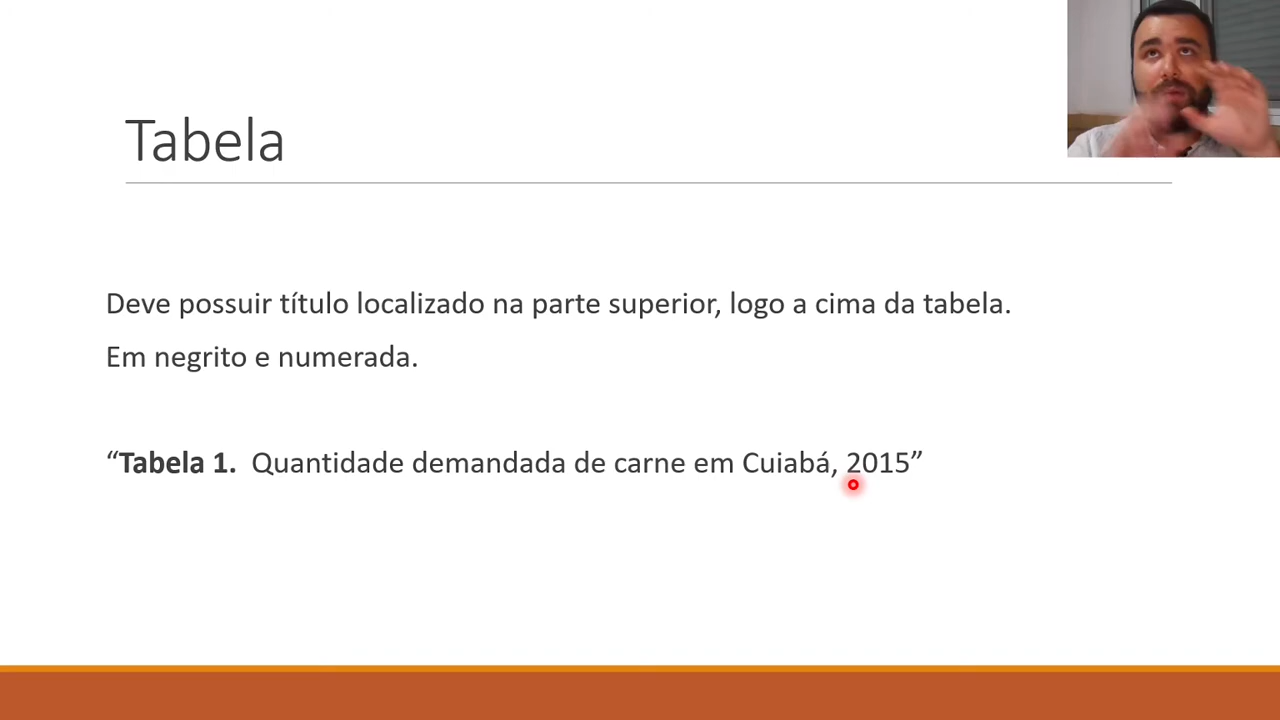 Tabela
Deve possuir título localizado na parte superior, logo a cima da tabela.
Em negrito e numerada.
“Tabela 1.  Quantidade demandada de carne em Cuiabá, 2015”